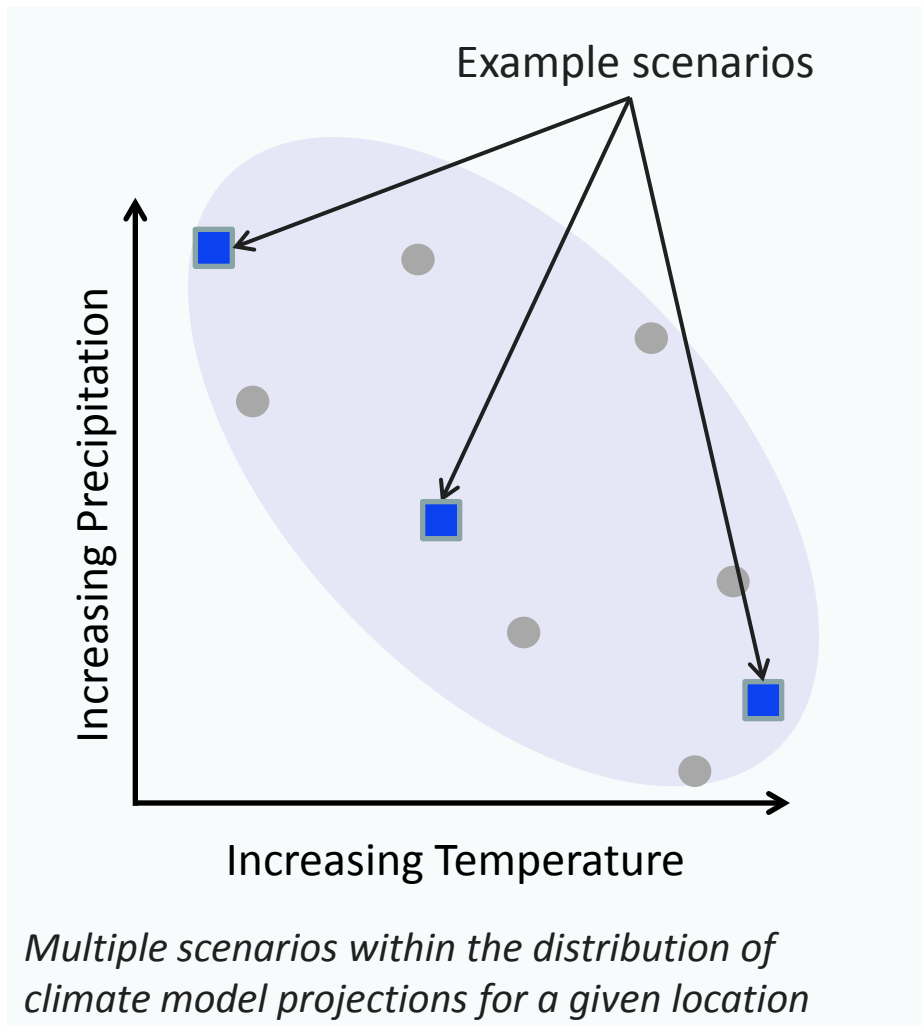 Example scenarios
Increasing Precipitation
Increasing Temperature
Multiple scenarios within the distribution of
climate model projections for a given location